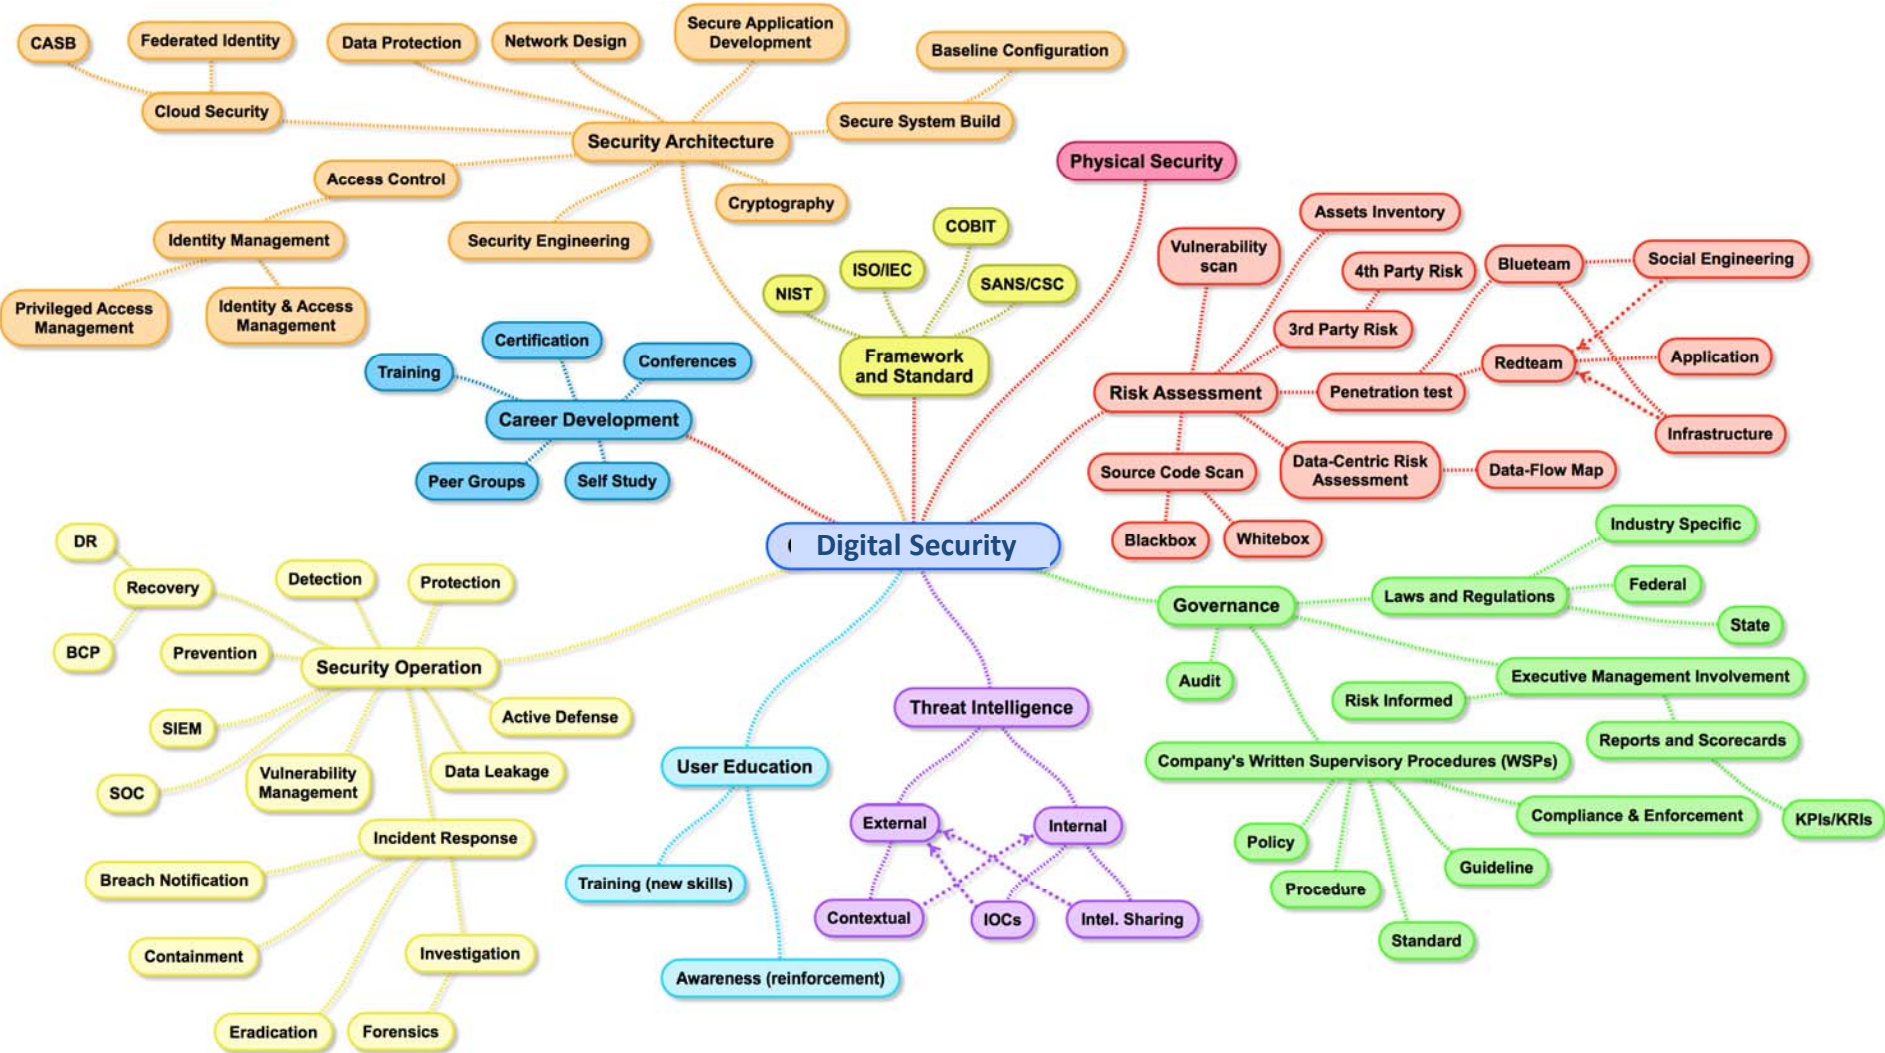 CASB
Federated Identity
Data Protection
Network Design
Secure Application
Development
Baseline Configuration
Cloud Security
Secure System Build
Security Architecture
Access Control
Cryptography
Identity Management
Security Engineering
Privileged Access
Management
Identity & Access
Management
Physical Security
COBIT
ISO/IEC
NIST
SANS/CSC
Framework
and Standard
Certification
Training
Conferences
Career Development
Peer Groups
Self Study
Assets Inventory
Vulnerability
scan
4th Party Risk
Blueteam
Social Engineering
3rd Party Risk
Redteam
Application
Risk Assessment
Penetration test
Infrastructure
Source Code Scan
Data-Centric Risk
Assessment
Data-Flow Map
Blackbox
Whitebox
Digital Security
DR
Recovery
Detection
Protection
BCP
Prevention
Security Operation
SIEM
Active Defense
SOC
Vulnerability
Management
Data Leakage
Incident Response
Breach Notification
Containment
Investigation
Eradication
Forensics
User Education
Training (new skills)
Awareness (reinforcement)
Threat Intelligence
External
Internal
Contextual
IOCs
Intel. Sharing
Industry Specific
Governance
Laws and Regulations
Federal
State
Audit
Executive Management Involvement
Risk Informed
Reports and Scorecards
Company's Written Supervisory Procedures (WSPs)
Compliance & Enforcement
KPIs/KRIs
Policy
Procedure
Guideline
Standard